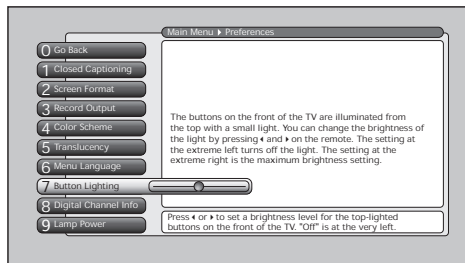 Main Menu ▸ Preferences
0 Go Back
1 Closed Captioning
2 Screen Format
3 Record Output
4 Color Scheme
5 Translucency
6 Menu Language
7 Button Lighting
8 Digital Channel Info
9 Lamp Power
The buttons on the front of the TV are illuminated from
the top with a small light. You can change the brightness of
the light by pressing ◂ and ▸ on the remote. The setting at
the extreme left turns off the light. The setting at the
extreme right is the maximum brightness setting.
Press ◂ or ▸ to set a brightness level for the top-lighted
buttons on the front of the TV. "Off" is at the very left.